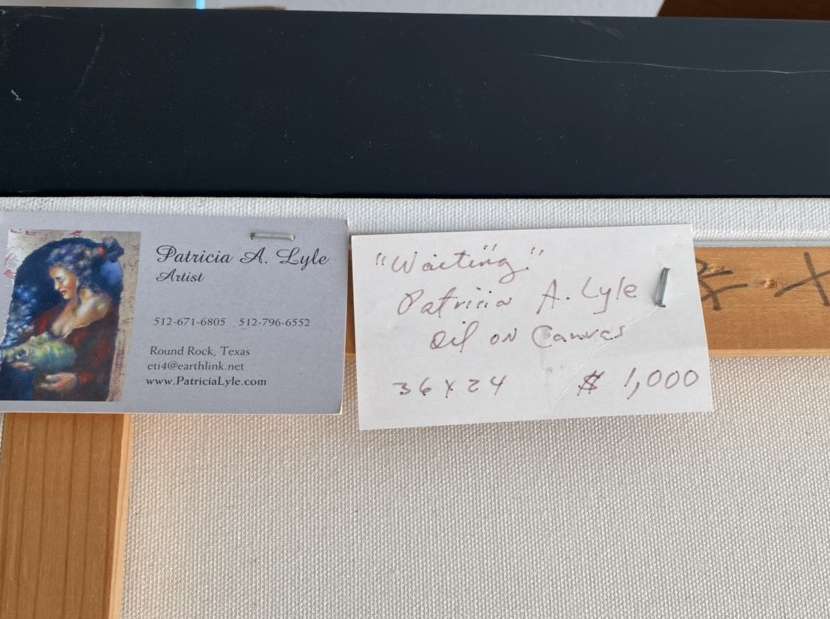 Patricia A. Lyle
Artist
512-671-6805 512-796-6552
Round Rock, Texas
eti4@earthlink.net
www.PatriciaLyle.com
"Waiting"
Patricia A. Lyle
Oil on Canvas
36 x 24 $ 1,000